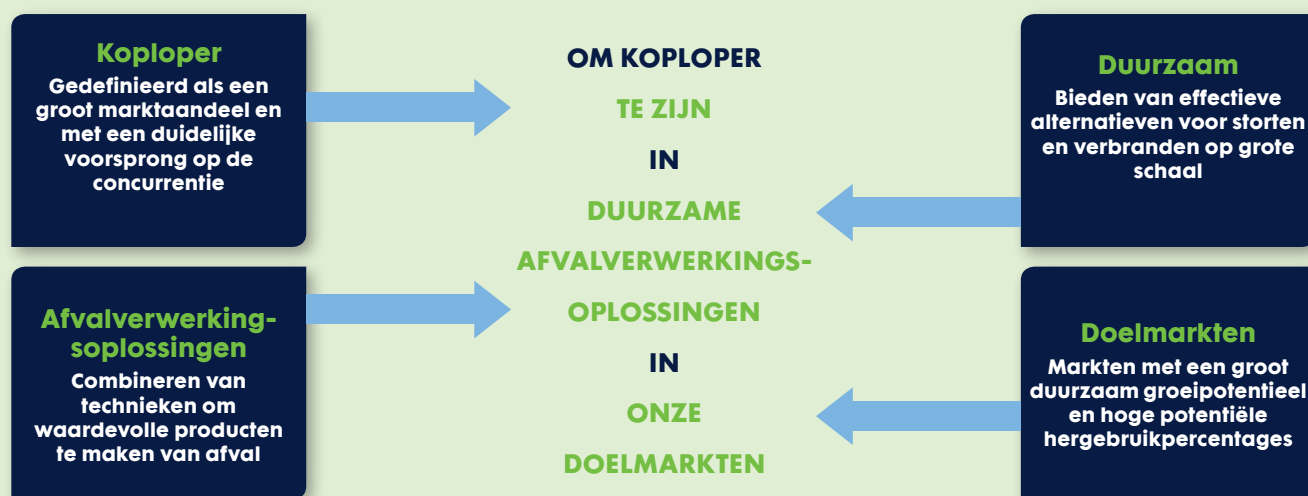 Koploper
Gedefinieerd als een
groot marktaandeel en
met een duidelijke
voorsprong op de
concurrentie
Afvalverwerking-
soplossingen
Combineren van
technieken om
waardevolle producten
te maken van afval
OM KOPLOPER
TE ZIJN
IN
DUURZAME
AFVALVERWERKINGS-
OPLOSSINGEN
IN
ONZE
DOELMARKTEN
Duurzaam
Bieden van effectieve
alternatieven voor storten
en verbranden op grote
schaal
Doelmarkten
Markten met een groot
duurzaam groeipotentieel
en hoge potentiële
hergebruikpercentages